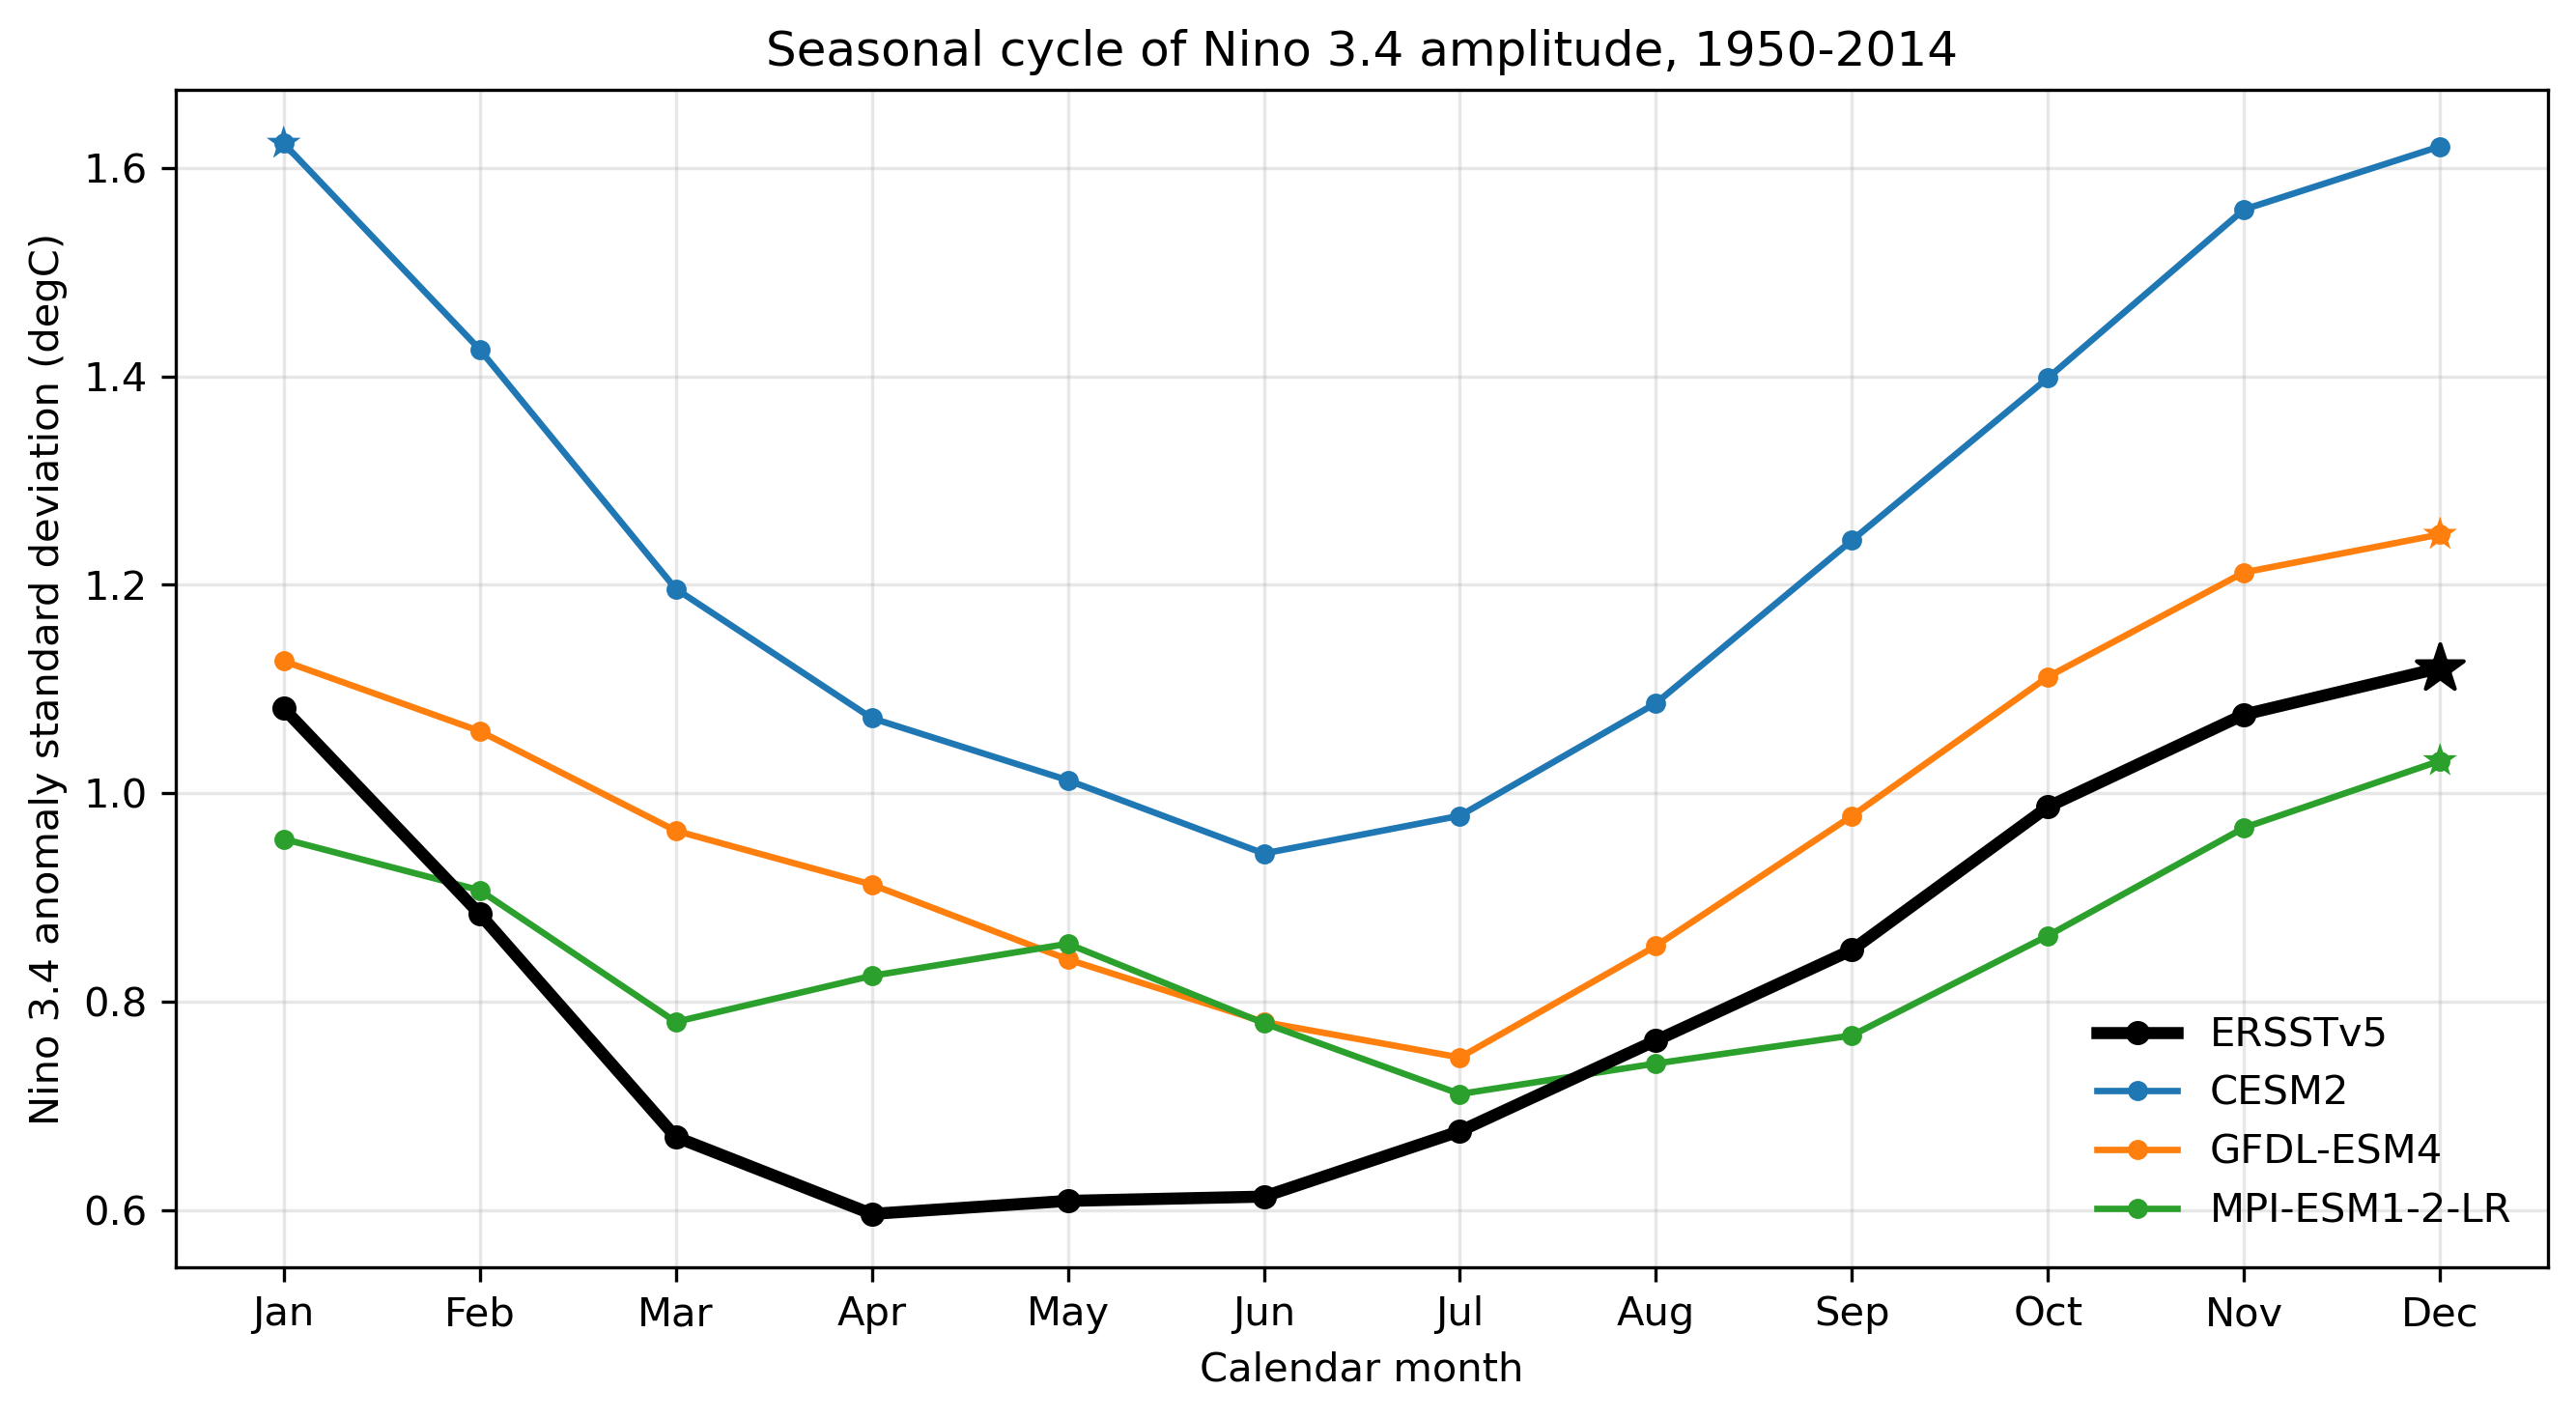 Seasonal cycle of Nino 3.4 amplitude, 1950-2014
Nino 3.4 anomaly standard deviation (degC)
1.6
1.4
1.2
1.0
0.8
0.6
ERSSTv5
CESM2
GFDL-ESM4
MPI-ESM1-2-LR
Jan Feb Mar Apr May Jun Jul Aug Sep Oct Nov Dec
Calendar month